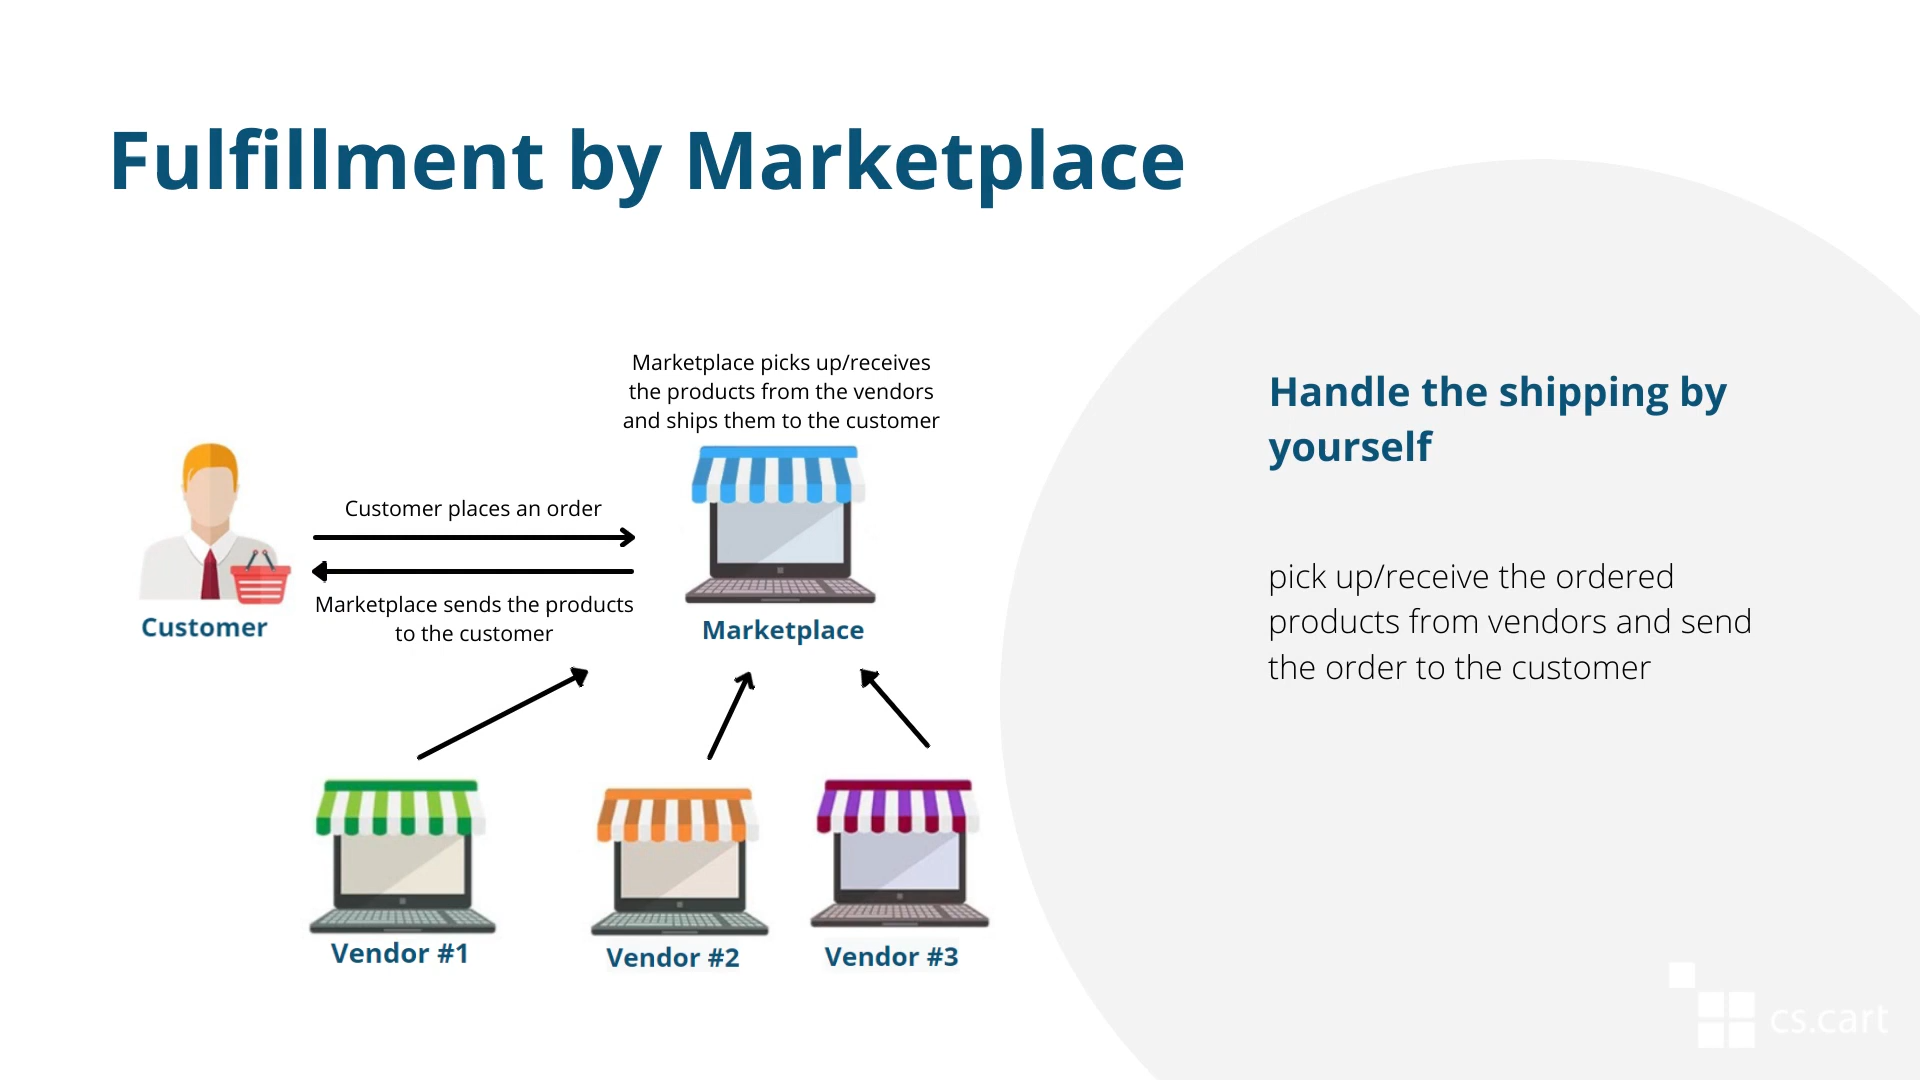 Fulfillment by Marketplace
Marketplace picks up/receives
the products from the vendors
and ships them to the customer
Customer places an order
Marketplace sends the products
to the customer
Customer
Marketplace
Vendor #1
Vendor #2
Vendor #3
Handle the shipping by
yourself
pick up/receive the ordered
products from vendors and send
the order to the customer
cs.cart